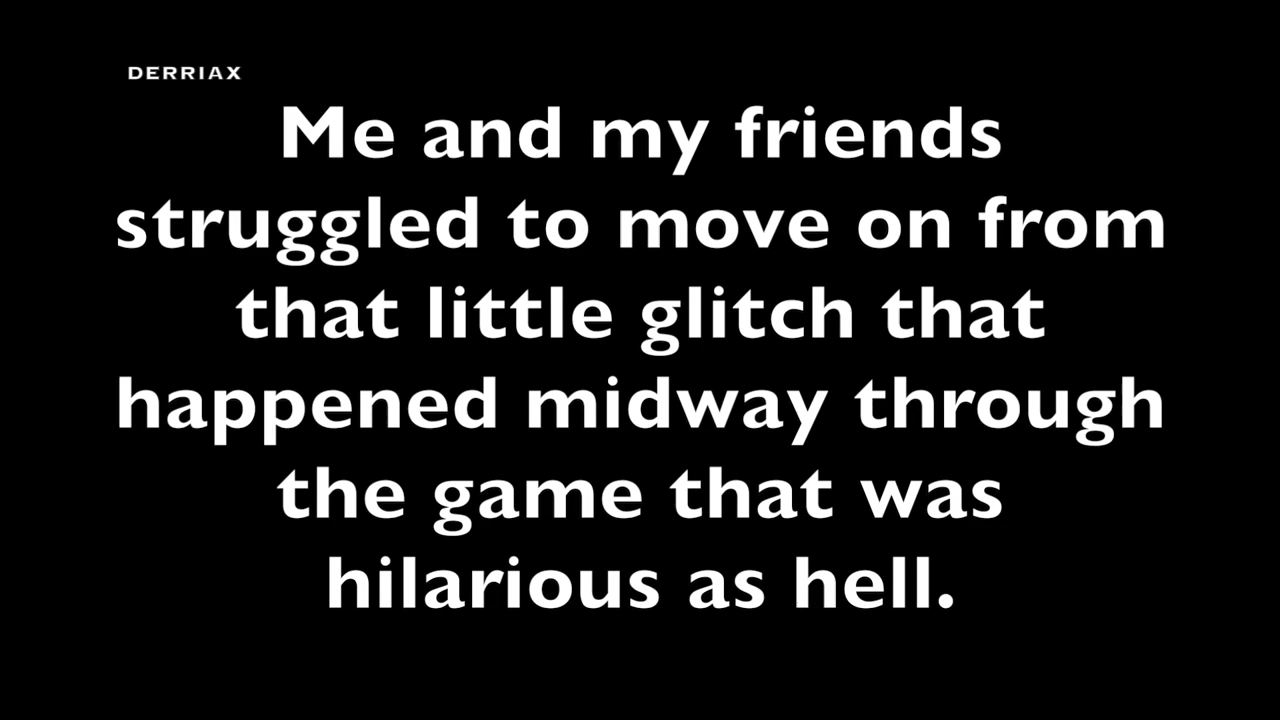 DERRIAX
Me and my friends
struggled to move on from
that little glitch that
happened midway through
the game that was
hilarious as hell.